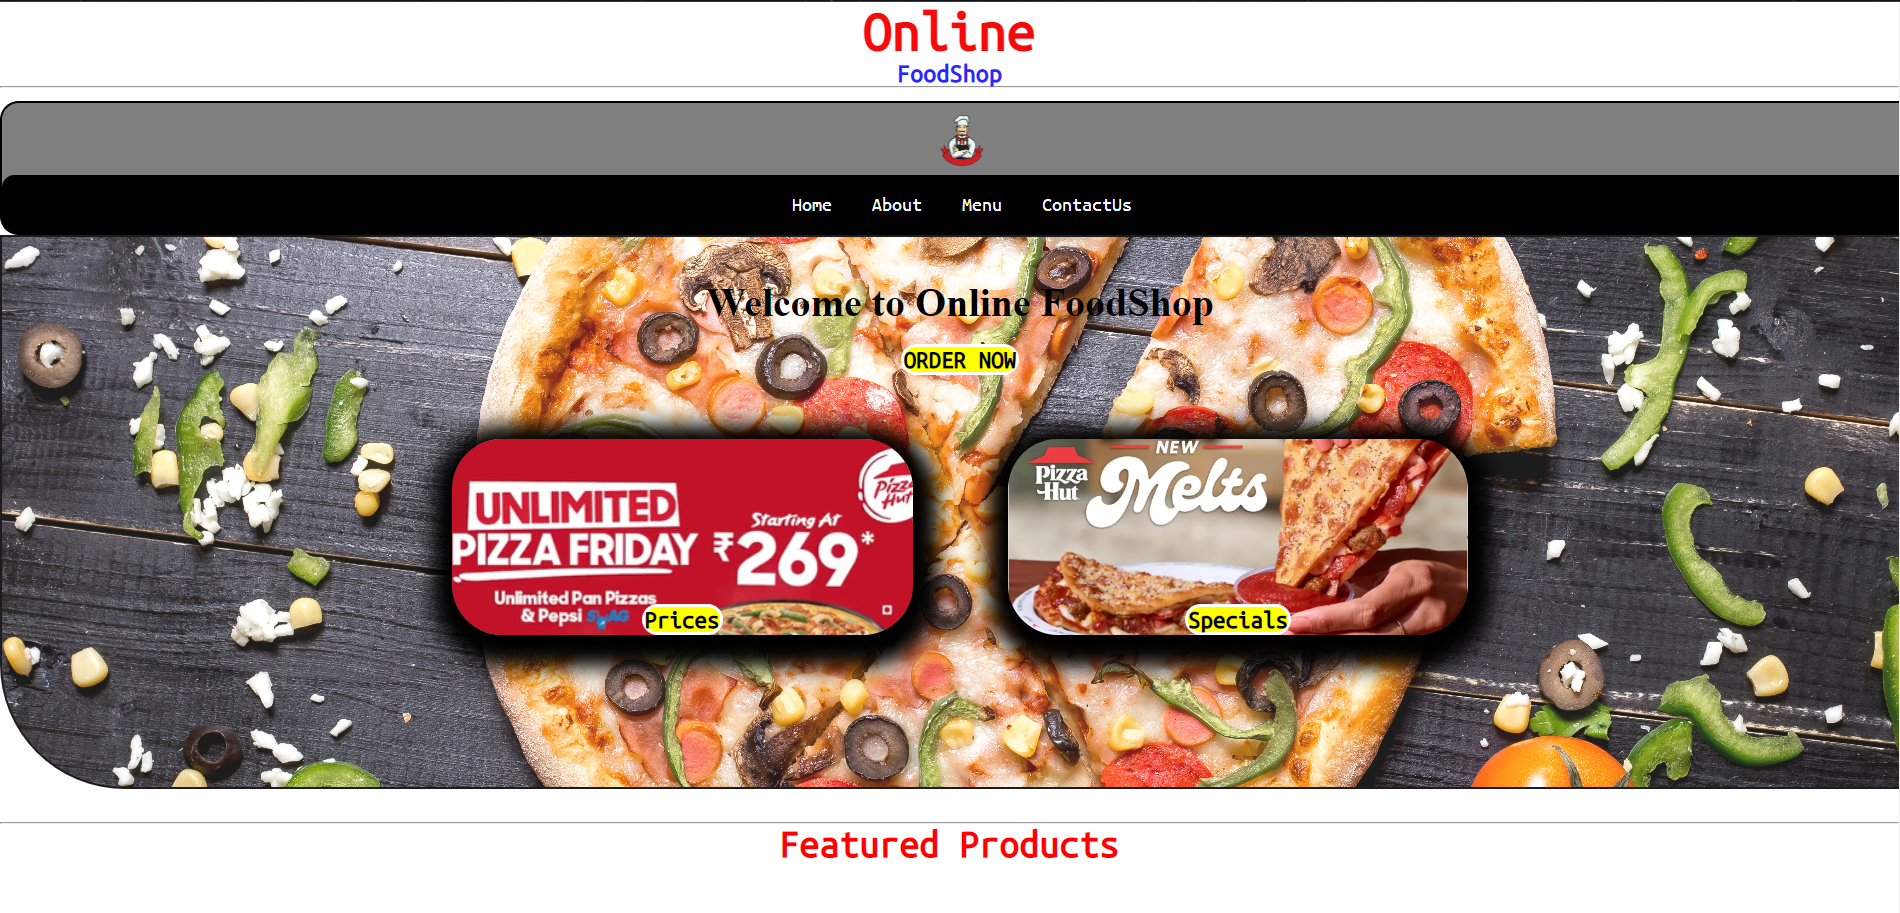 Online
FoodShop
Home About Menu ContactUs
Welcome to Online FoodShop
ORDER NOW
UNLIMITED
PIZZA FRIDAY
Starting At
₹269*
Unlimited Pan Pizzas
& Pepsi SWAG
Pizza
Hut
Prices
NEW
Melts
Pizza
Hut
Specials
Featured Products